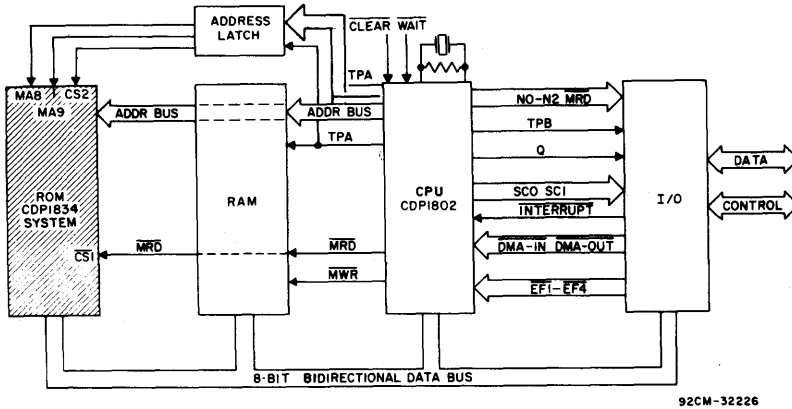 ADDRESS
LATCH
CLEAR WAIT
TPA
MA8 CS2
MA9
ADDR BUS
ADDR BUS
NO-N2 MRD
TPA
TPB
Q
DATA
ROM
CDP1834
SYSTEM
RAM
CPU
CDP1802
SCO SCI
I/O
CONTROL
INTERRUPT
CS1
MRD
MRD
DMA-IN DMA-OUT
MWR
EF1-EF4
8-BIT BIDIRECTIONAL DATA BUS
92CM-32226